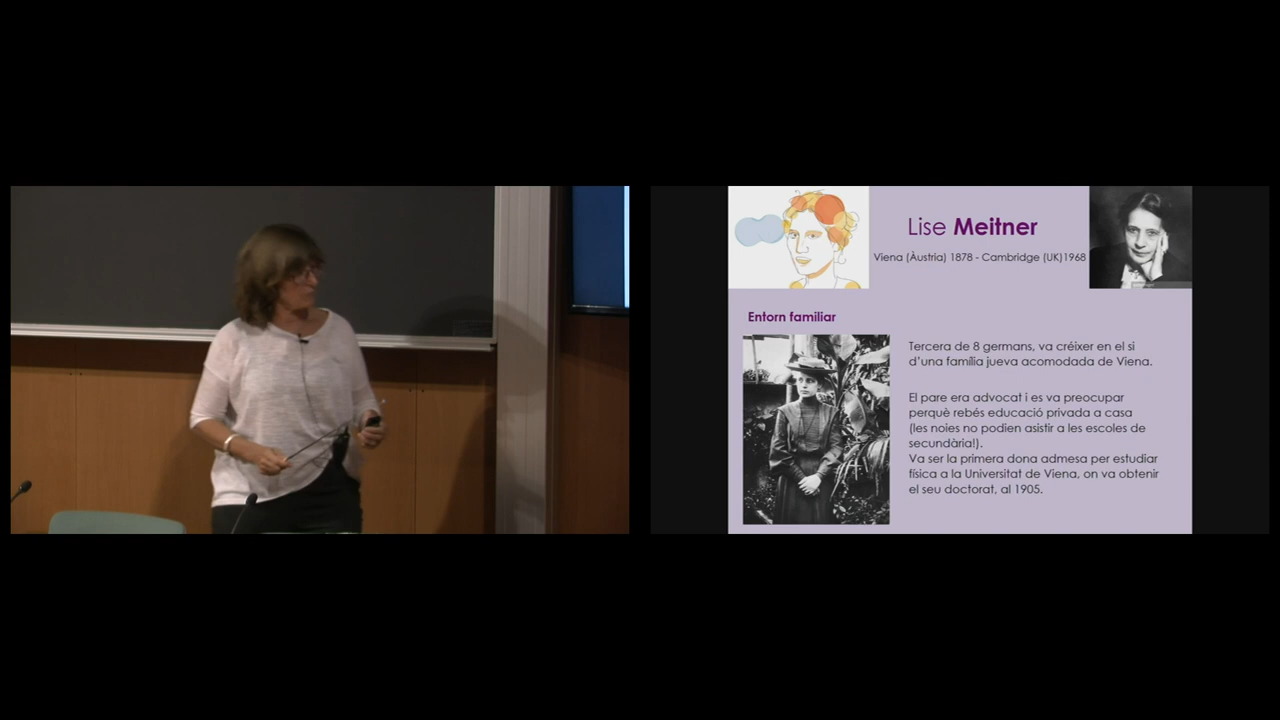 Lise Meitner
Viena (Àustria) 1878 - Cambridge (UK)1968
Entorn familiar
Tercera de 8 germans, va créixer en el si
d'una família jueva acomodada de Viena.
El pare era advocat i es va preocupar
perquè rebés educació privada a casa
(les noies no podien asistir a les escoles de
secundària!).
Va ser la primera dona admesa per estudiar
física a la Universitat de Viena, on va obtenir
el seu doctorat, al 1905.